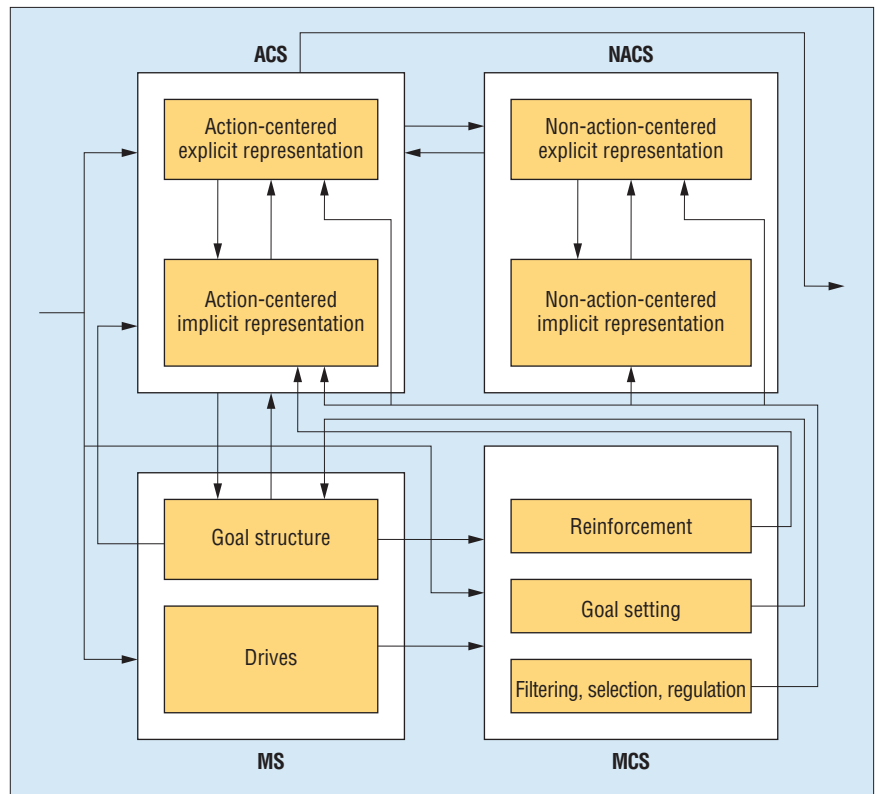 ACS
NACS
Action-centered
explicit representation
Non-action-centered
explicit representation
Action-centered
implicit representation
Non-action-centered
implicit representation
Goal structure
Reinforcement
Goal setting
Drives
Filtering, selection, regulation
MS
MCS